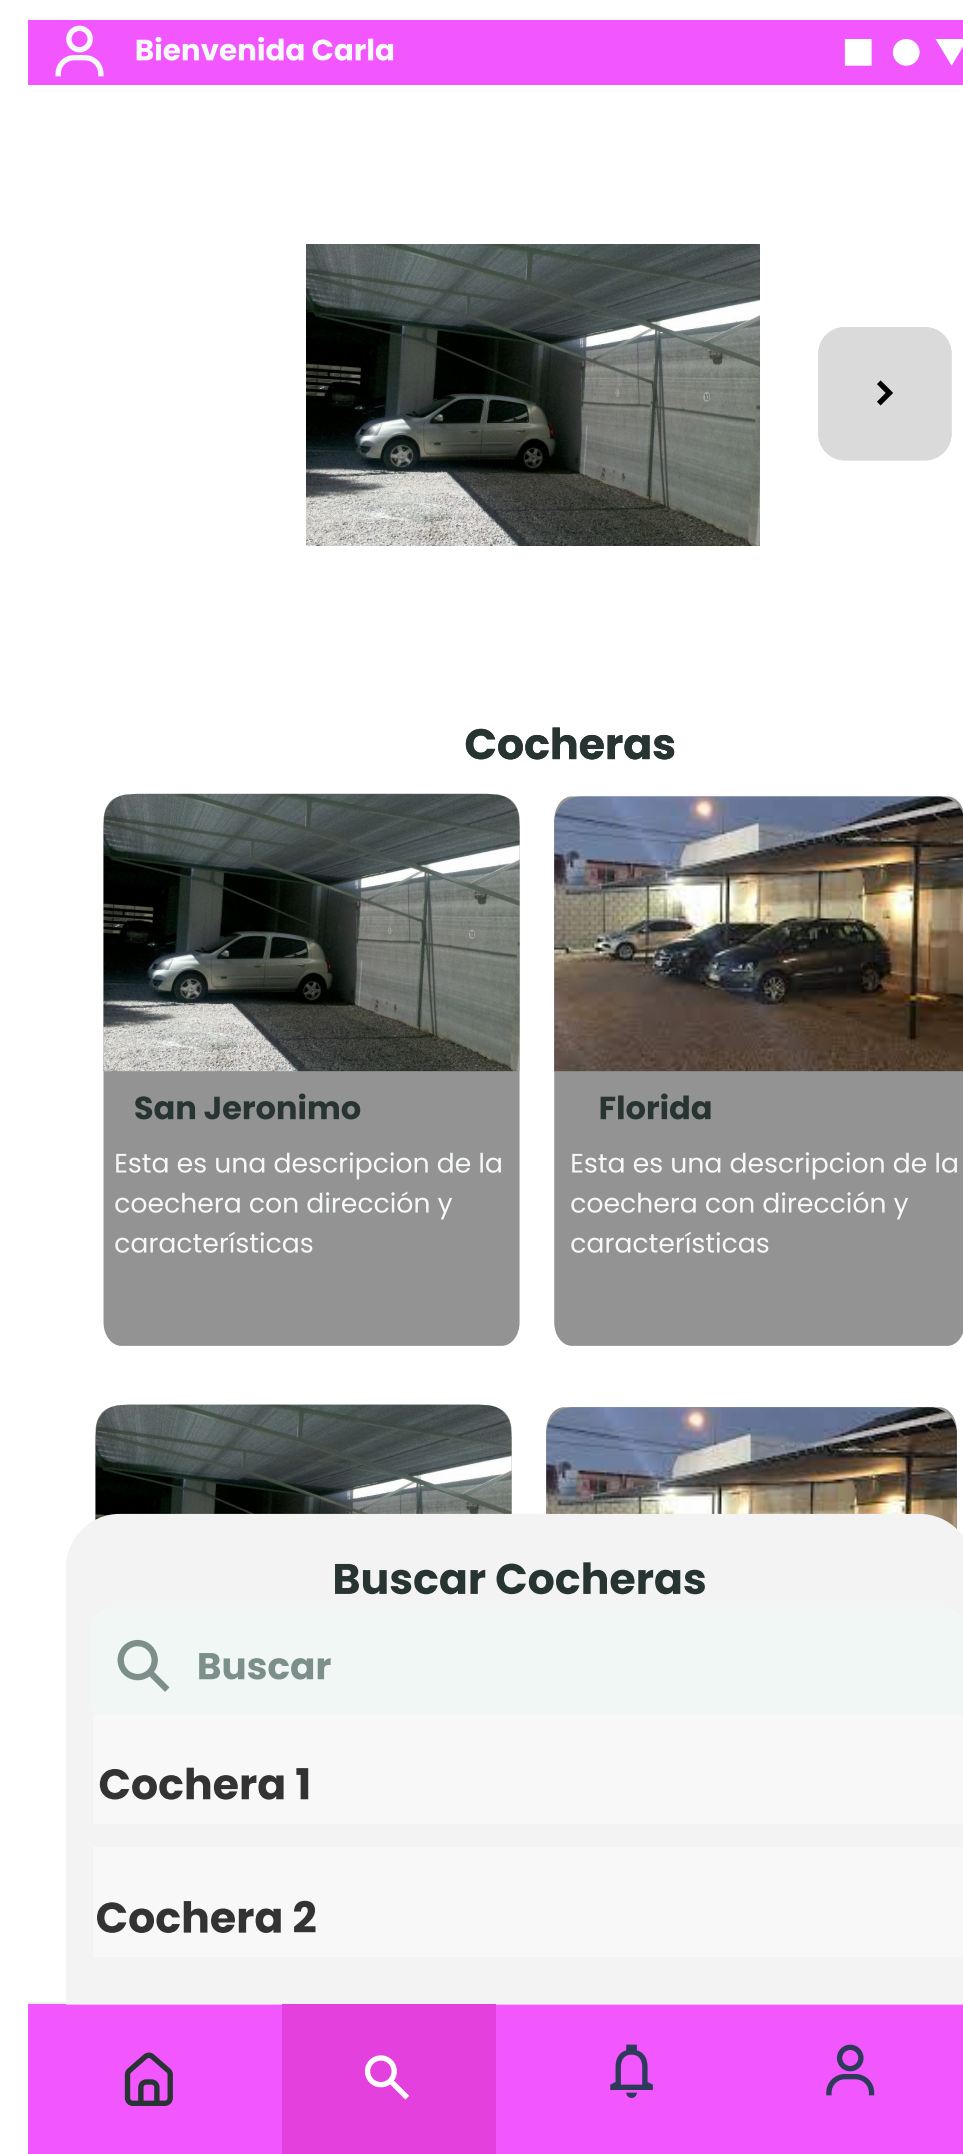 Bienvenida Carla
Cocheras
San Jeronimo
Esta es una descripcion de la
coechera con dirección y
características
Florida
Esta es una descripcion de la
coechera con dirección y
características
Buscar Cocheras
Buscar
Cochera 1
Cochera 2